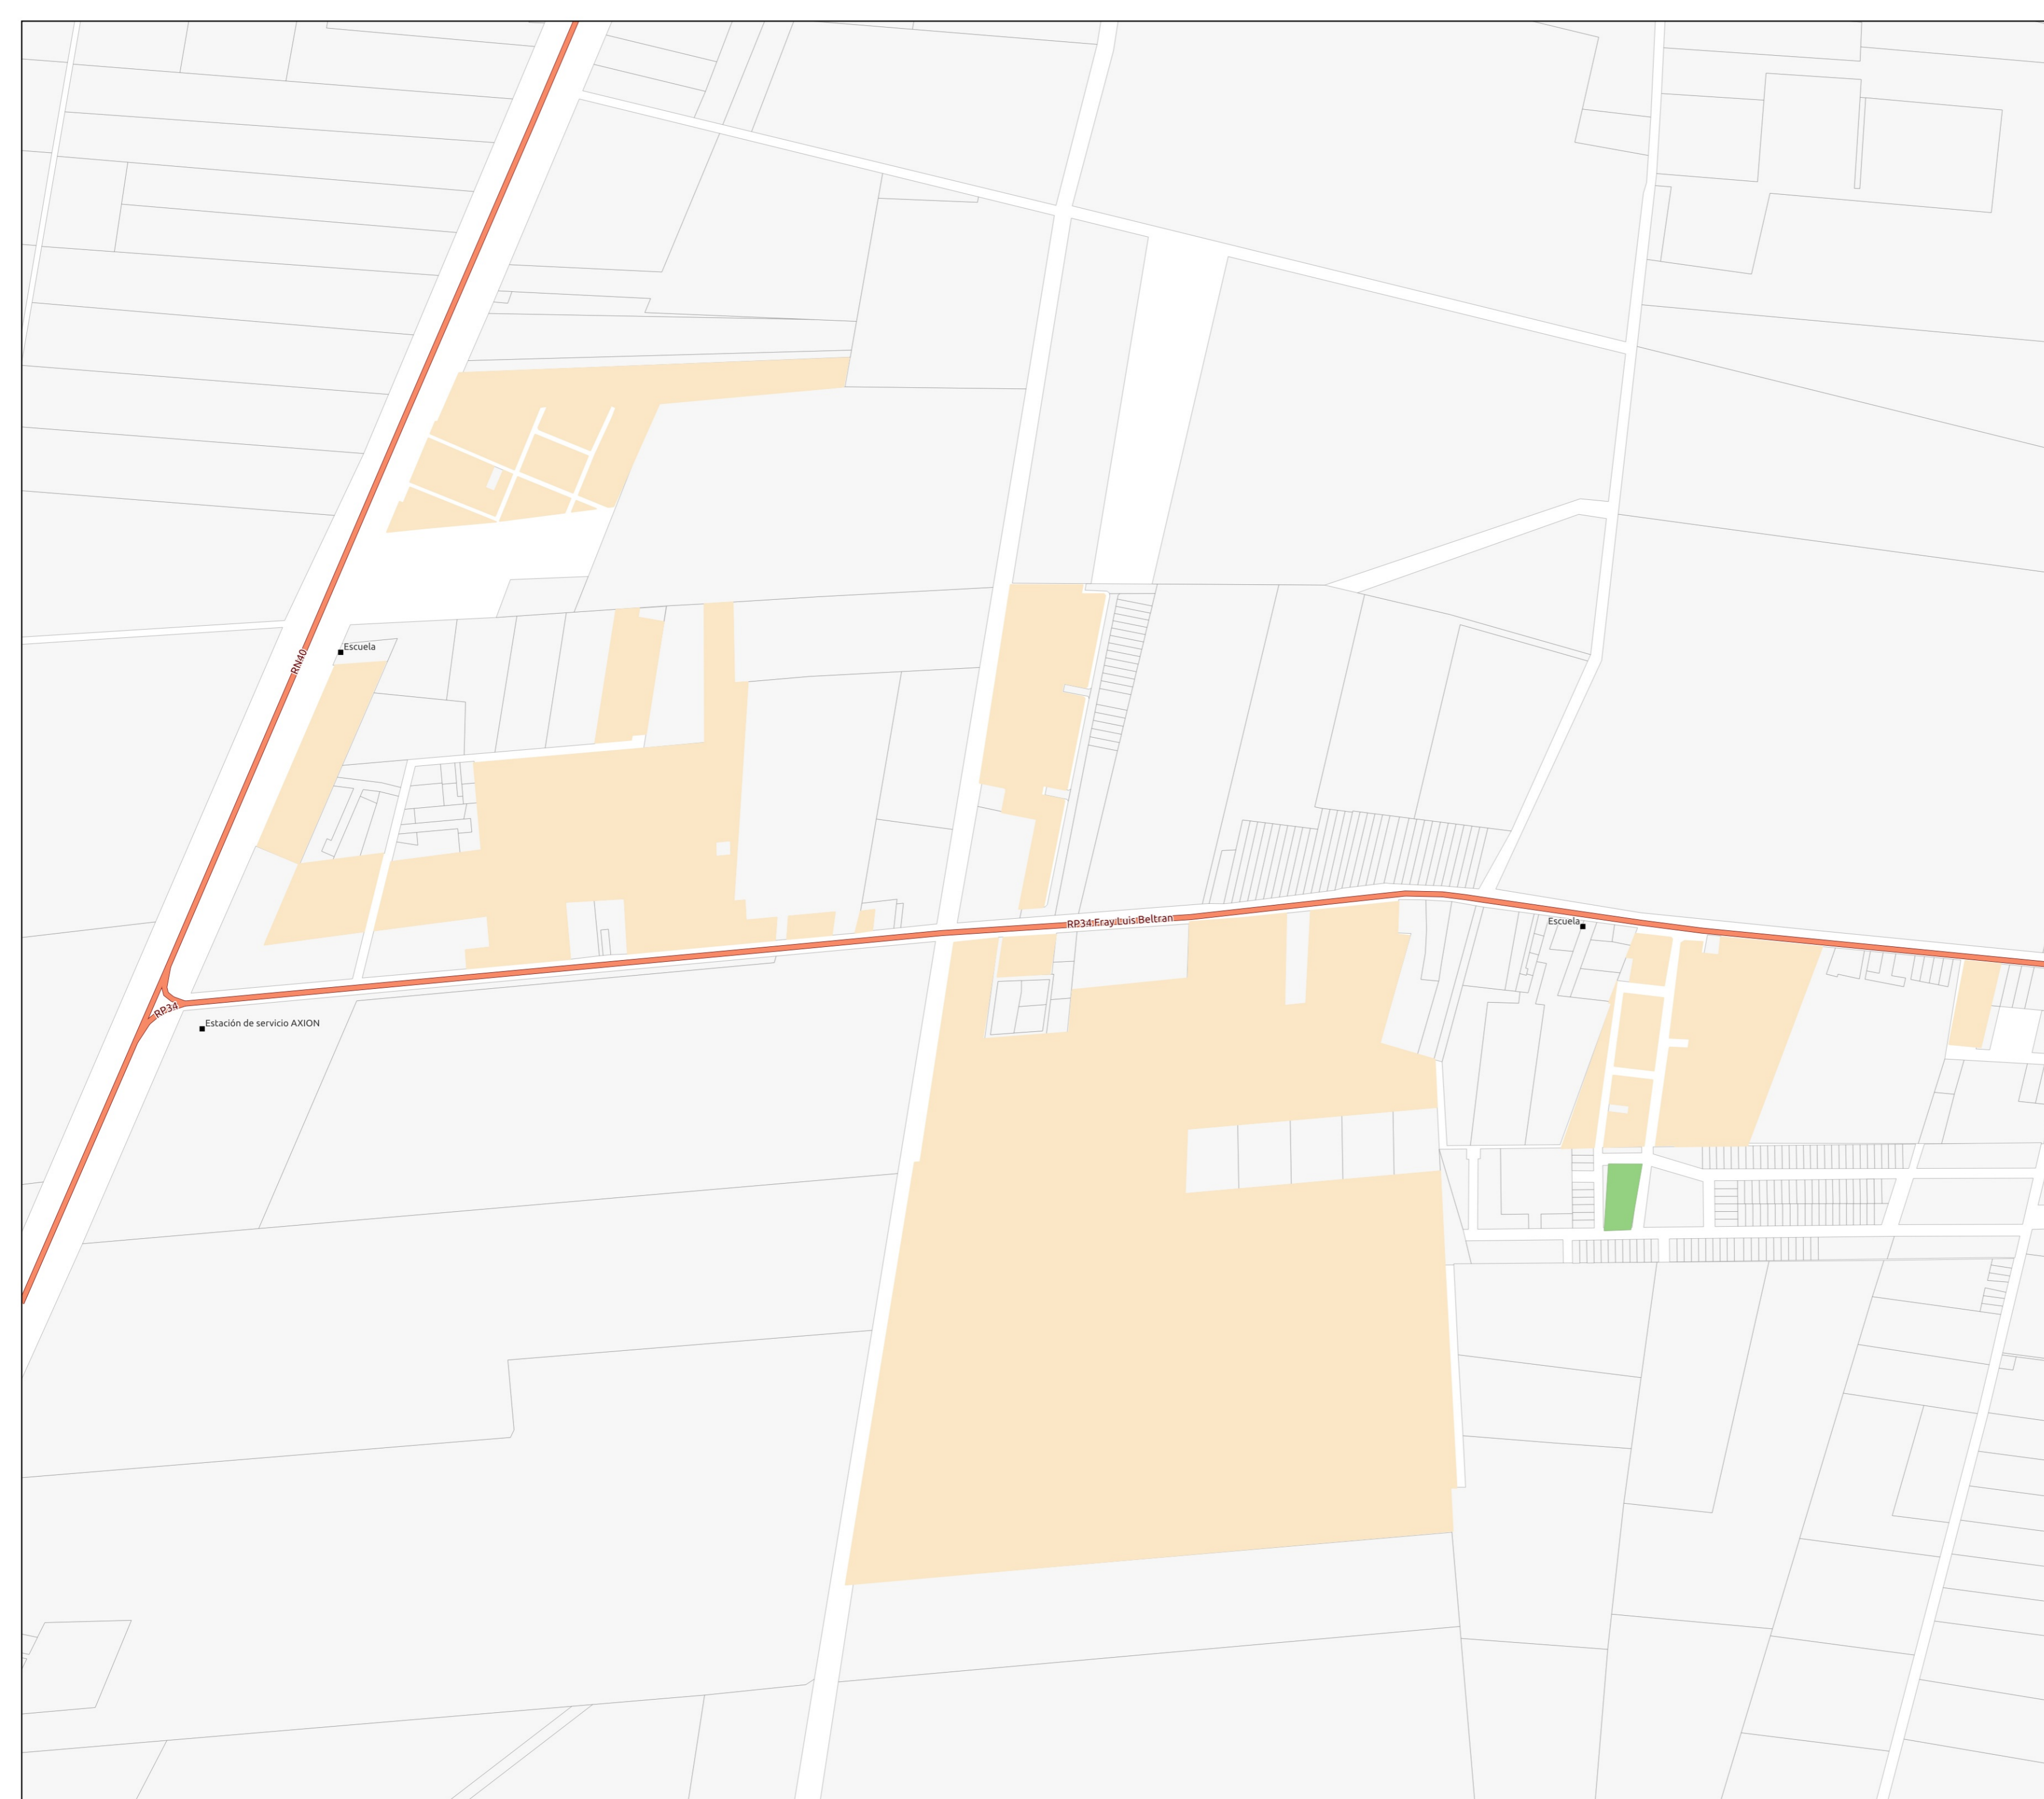 Escuela
RN40
RP34:Fray Luis Beltran
Escuela
RP34
Estación de servicio AXION